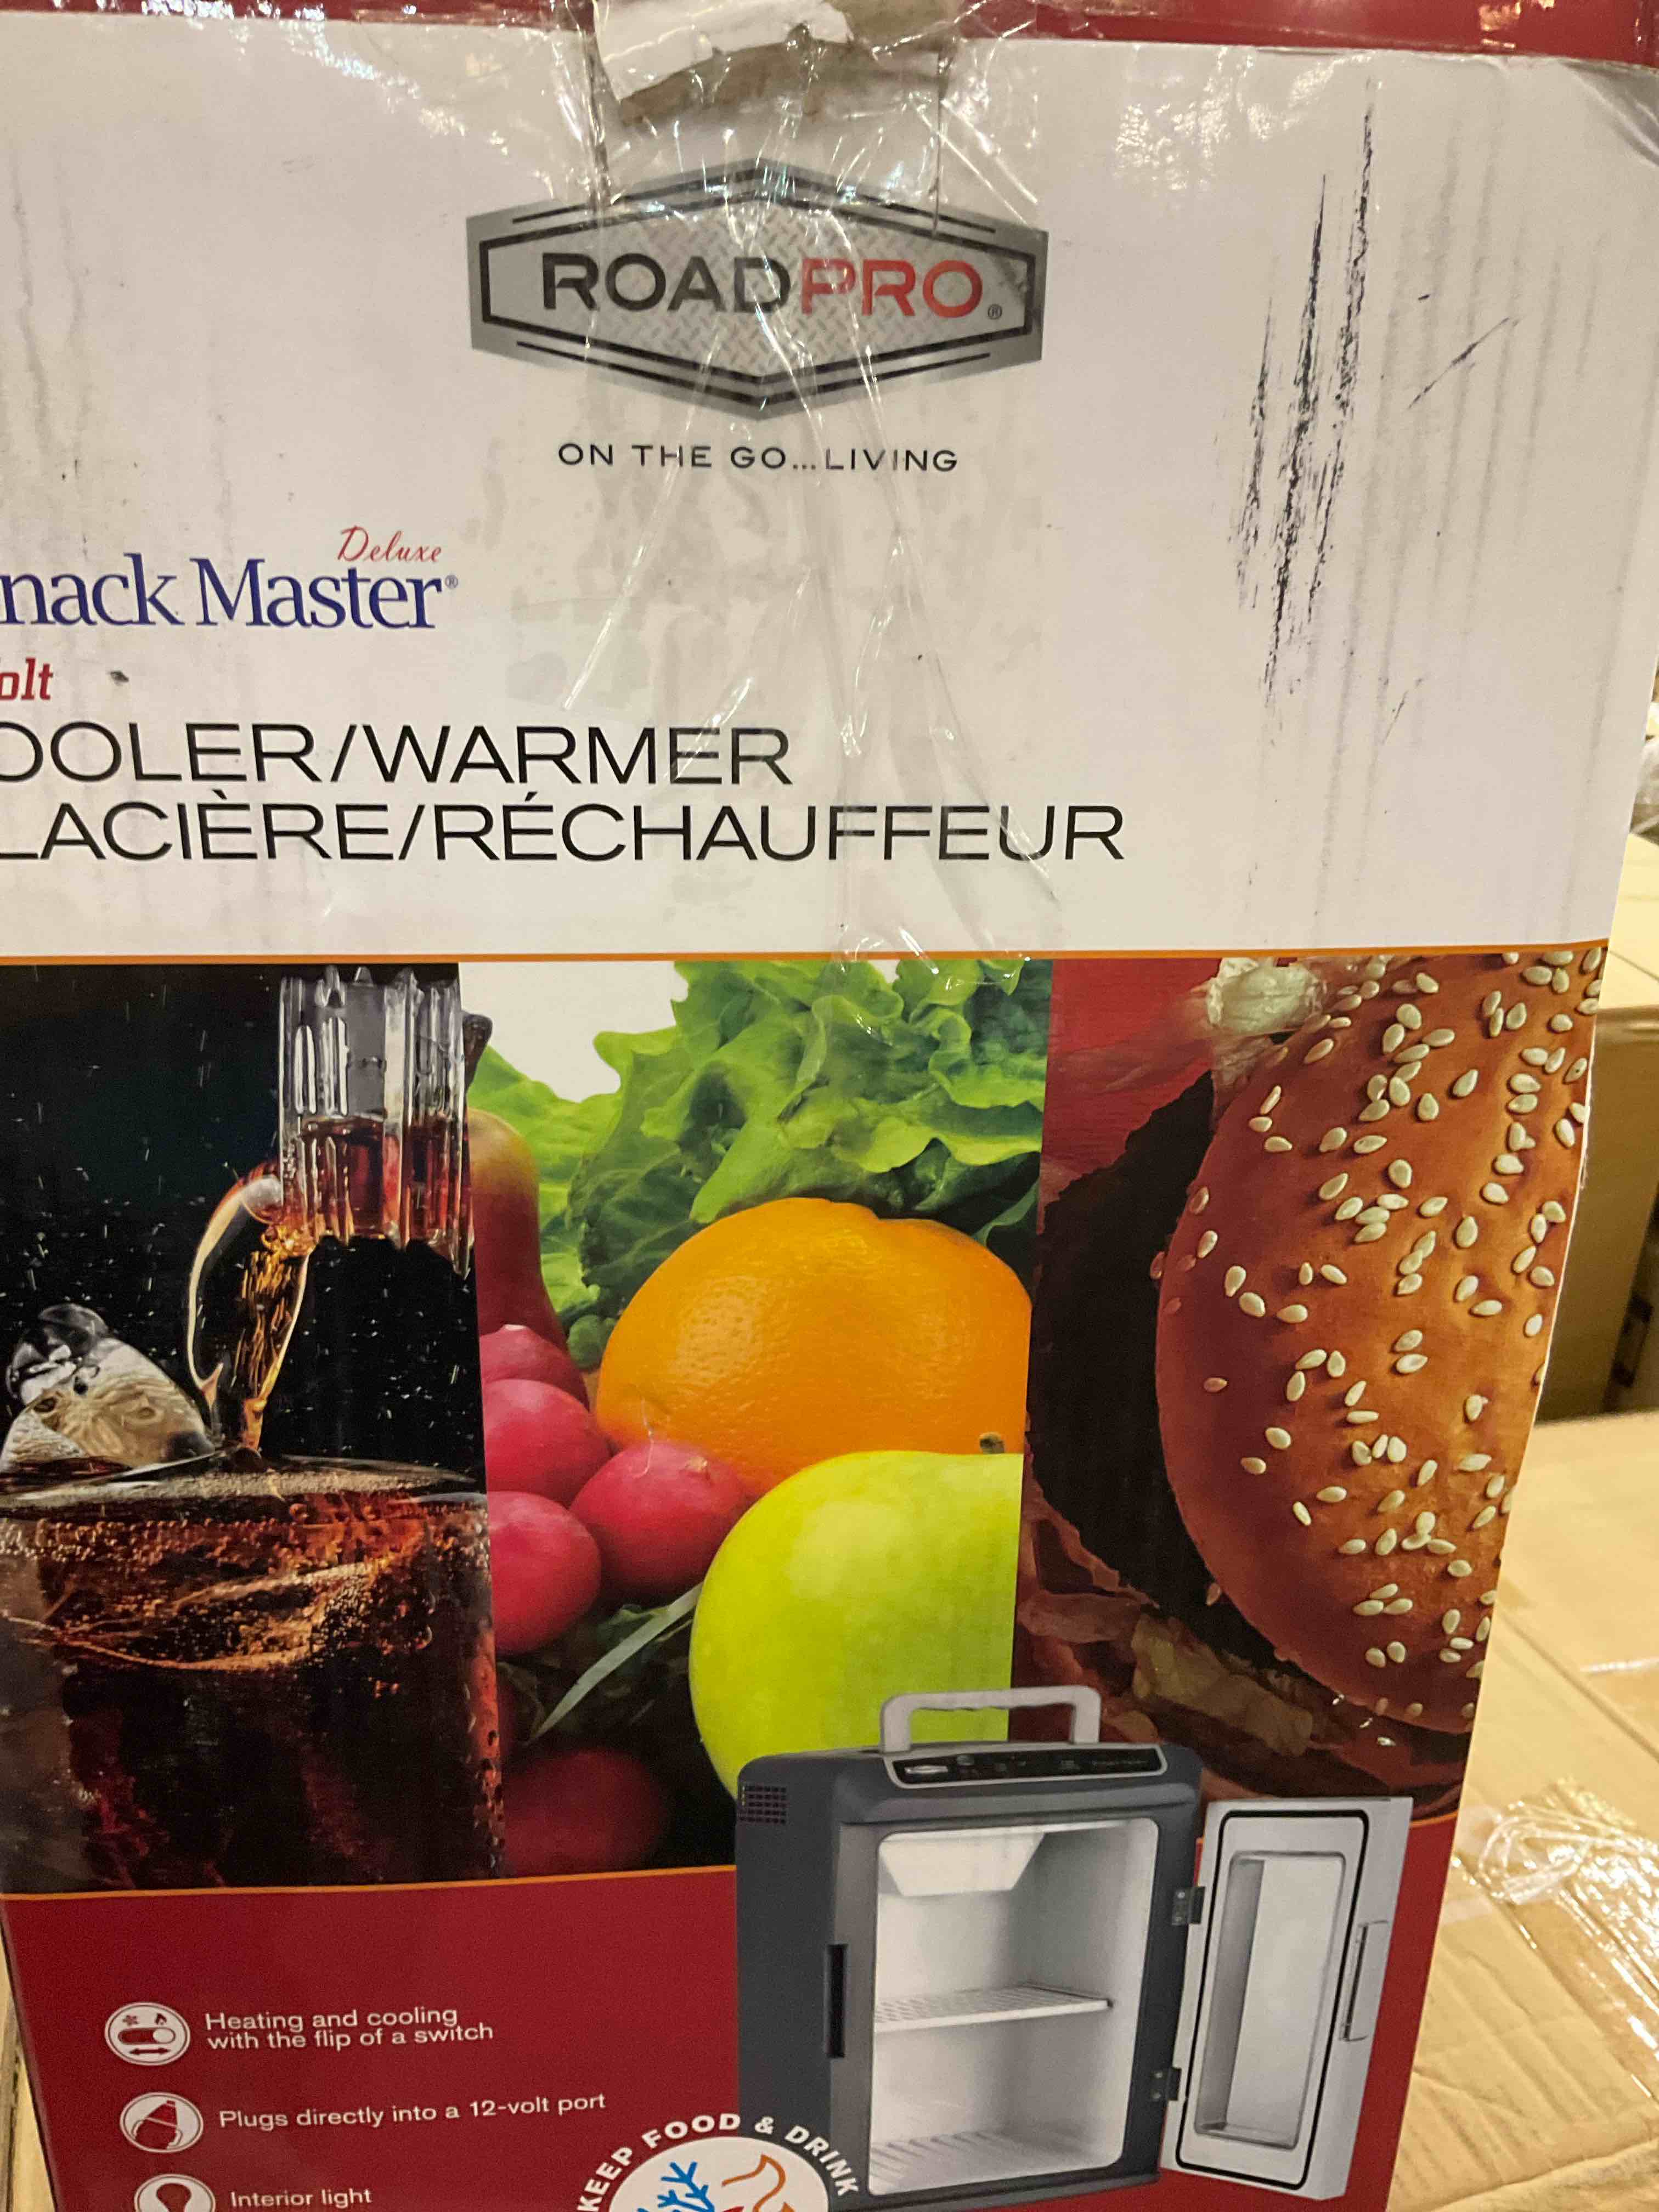 ROADPRO®
ON THE GO...LIVING
Deluxe
nack Master®
olt
OOLER/WARMER
LACIÈRE/RÉCHAUFFEUR
Heating and cooling
with the flip of a switch
Plugs directly into a 12-volt port
Interior light
KEEP FOOD & DRINK